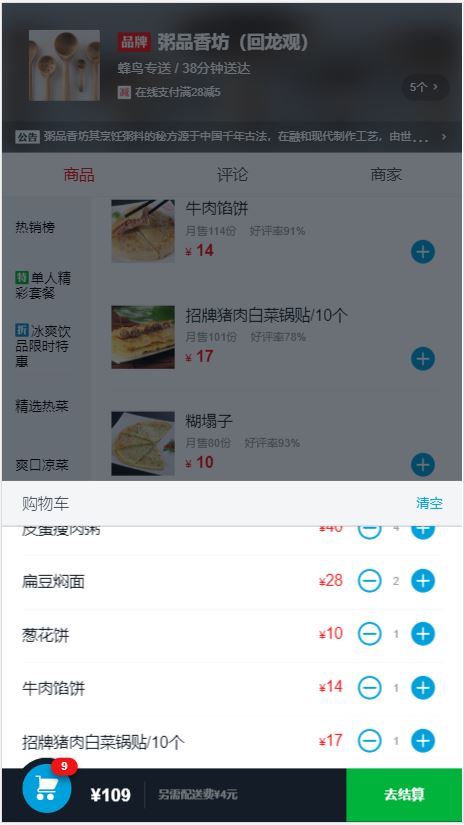 品牌 粥品香坊（回龙观）
蜂鸟专送 / 38分钟送达
减 在线支付满28减5
5个 >
公告 粥品香坊其烹饪粥料的秘方源于中国千年古法，在融和现代制作工艺，由世... >
商品 评论 商家
热销榜
特 单人精
彩套餐
折 冰爽饮
品限时特
惠
精选热菜
爽口凉菜
牛肉馅饼
月售114份 好评率91%
¥ 14
招牌猪肉白菜锅贴/10个
月售101份 好评率78%
¥ 17
糊塌子
月售80份 好评率93%
¥ 10
购物车 清空
皮蛋瘦肉粥 ¥40 4
扁豆焖面 ¥28 2
葱花饼 ¥10 1
牛肉馅饼 ¥14 1
招牌猪肉白菜锅贴/10个 ¥17 1
9
¥109 另需配送费¥4元 去结算